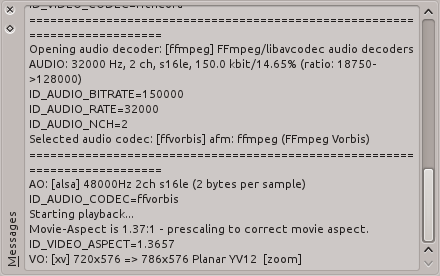 ID_VIDEO_CODEC=fftheora
==========================================================
==================
Opening audio decoder: [ffmpeg] FFmpeg/libavcodec audio decoders
AUDIO: 32000 Hz, 2 ch, s16le, 150.0 kbit/14.65% (ratio: 18750-
>128000)
ID_AUDIO_BITRATE=150000
ID_AUDIO_RATE=32000
ID_AUDIO_NCH=2
Selected audio codec: [ffvorbis] afm: ffmpeg (FFmpeg Vorbis)
==========================================================
==================
AO: [alsa] 48000Hz 2ch s16le (2 bytes per sample)
ID_AUDIO_CODEC=ffvorbis
Starting playback...
Movie-Aspect is 1.37:1 - prescaling to correct movie aspect.
ID_VIDEO_ASPECT=1.3657
VO: [xv] 720x576 => 786x576 Planar YV12 [zoom]
Messages